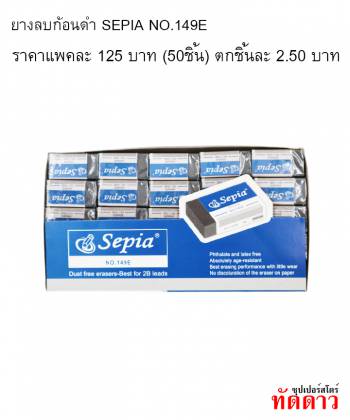 ยางลบก้อนดำ SEPIA NO.149E
ราคาแพคละ 125 บาท (50ชิ้น) ตกชิ้นละ 2.50 บาท
Sepia
Sepia
NO.149E
Dust free erasers-Best for 2B leads
Phthalate and latex free
Absolutely age-resistant
Best erasing performance with little wear
No discolouration of the eraser on paper
ซุปเปอร์สโตร์
ทัดดาว